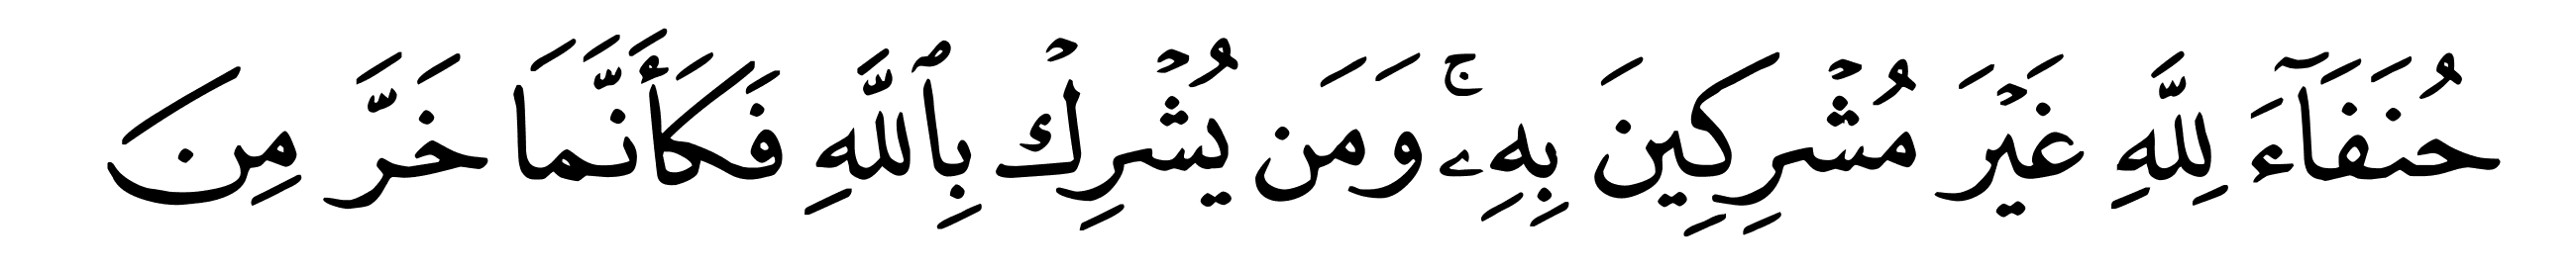 حُنَفَآءَ لِلَّهِ غَيْرَ مُشْرِكِينَ بِهِۦ ۚ وَمَن يُشْرِكْ بِٱللَّهِ فَكَأَنَّمَا خَرَّ مِنَ